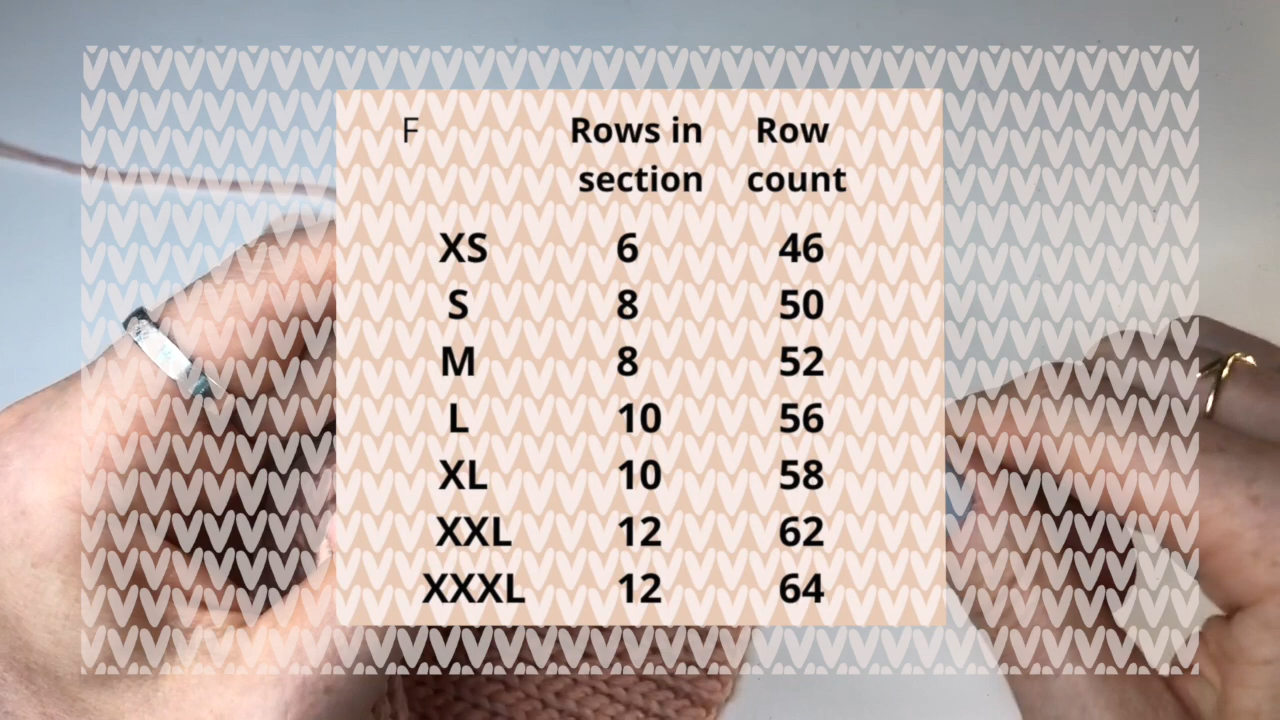 F Rows in Row
section count
XS 6 46
S 8 50
M 8 52
L 10 56
XL 10 58
XXL 12 62
XXXL 12 64